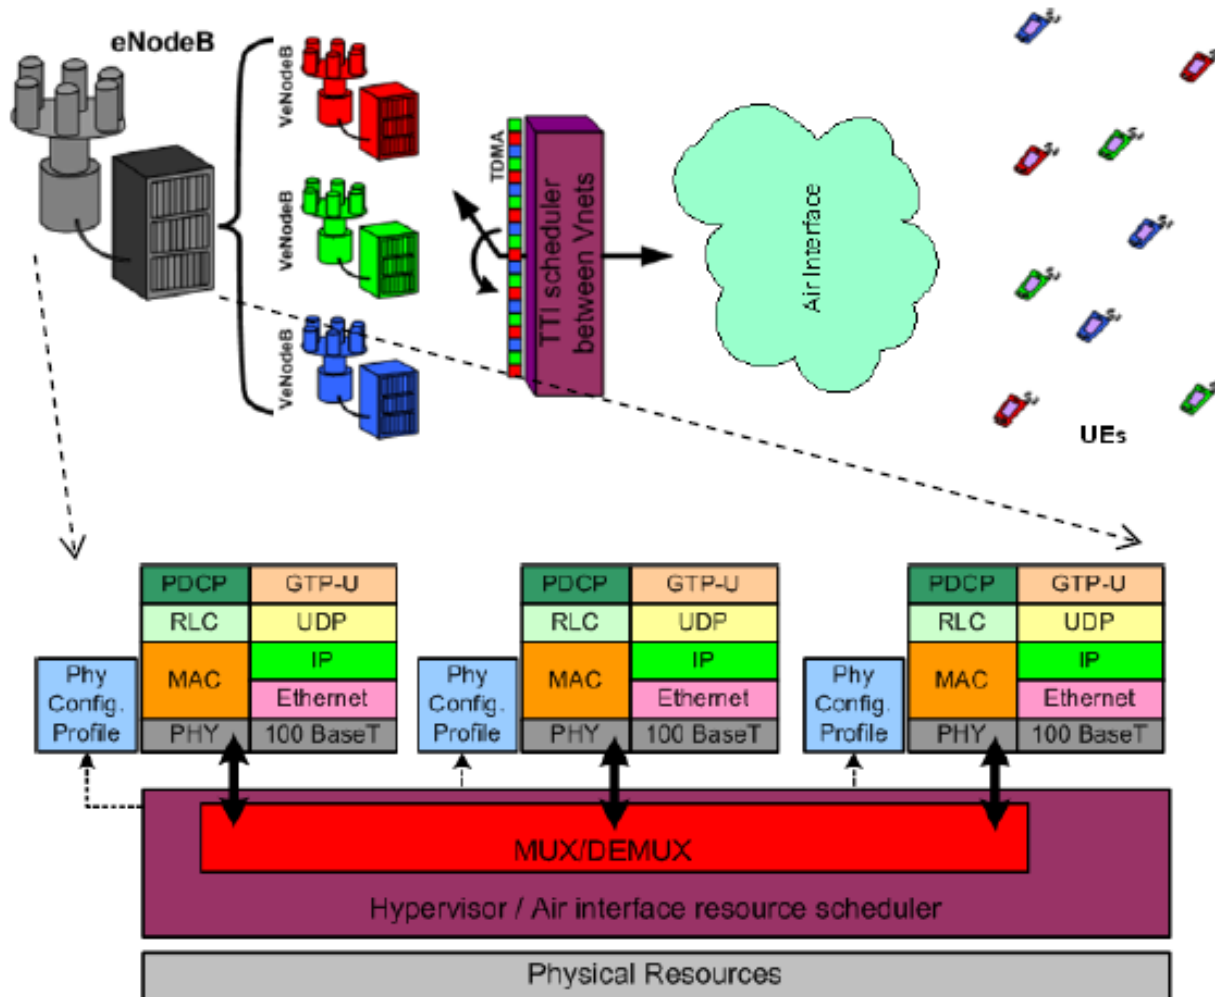 eNodeB
VeNodeB
VeNodeB
VeNodeB
TDMA
TTI scheduler
between Vnets
Air Interface
UEs
PDCP GTP-U
RLC UDP
MAC IP
Ethernet
PHY 100 BaseT
Phy
Config.
Profile
PDCP GTP-U
RLC UDP
MAC IP
Ethernet
PHY 100 BaseT
Phy
Config.
Profile
PDCP GTP-U
RLC UDP
MAC IP
Ethernet
PHY 100 BaseT
Phy
Config.
Profile
MUX/DEMUX
Hypervisor / Air interface resource scheduler
Physical Resources